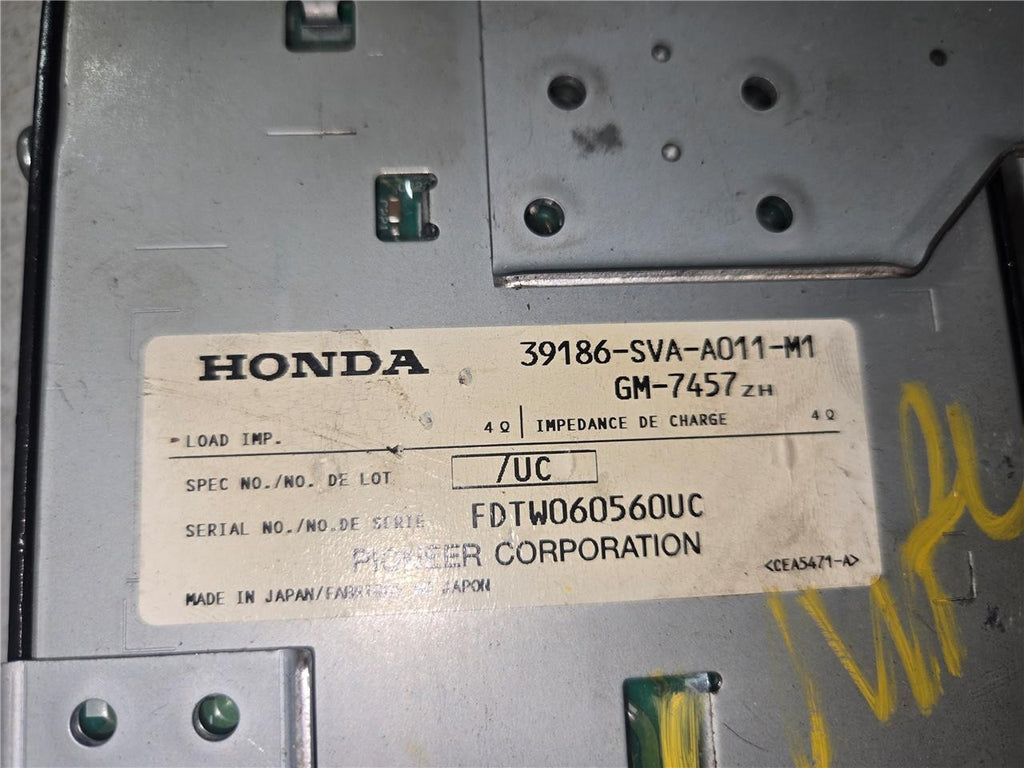 HONDA 39186-SVA-A011-M1
GM-7457ZH
LOAD IMP. 4Ω IMPEDANCE DE CHARGE 4Ω
SPEC NO./NO. DE LOT /UC
SERIAL NO./NO.DE SERIE FDTW060560UC
PIONEER CORPORATION
<CEA5471-A>
MADE IN JAPAN/FABRIQUE AU JAPON